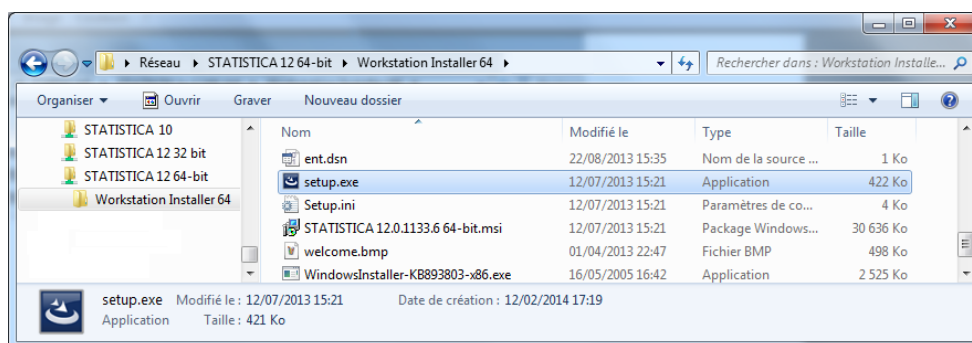 Réseau ▸ STATISTICA 12 64-bit ▸ Workstation Installer 64 ▸ Rechercher dans : Workstation Installe...
Organiser Ouvrir Graver Nouveau dossier
STATISTICA 10
STATISTICA 12 32 bit
STATISTICA 12 64-bit
Workstation Installer 64
Nom Modifié le Type Taille
ent.dsn 22/08/2013 15:35 Nom de la source ... 1 Ko
setup.exe 12/07/2013 15:21 Application 422 Ko
Setup.ini 12/07/2013 15:21 Paramètres de co... 4 Ko
STATISTICA 12.0.1133.6 64-bit.msi 12/07/2013 15:21 Package Windows... 30 636 Ko
welcome.bmp 01/04/2013 22:47 Fichier BMP 498 Ko
WindowsInstaller-KB893803-x86.exe 16/05/2005 16:42 Application 2 525 Ko
setup.exe Modifié le : 12/07/2013 15:21 Date de création : 12/02/2014 17:19
Application Taille : 421 Ko